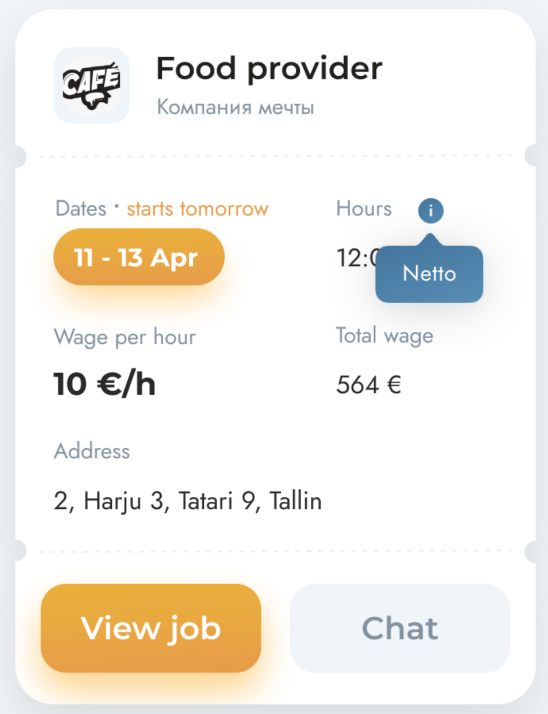 CAFÉ
Food provider
Компания мечты
Dates • starts tomorrow
11 - 13 Apr
Hours i
12:0
Netto
Wage per hour
10 €/h
Total wage
564 €
Address
2, Harju 3, Tatari 9, Tallin
View job
Chat